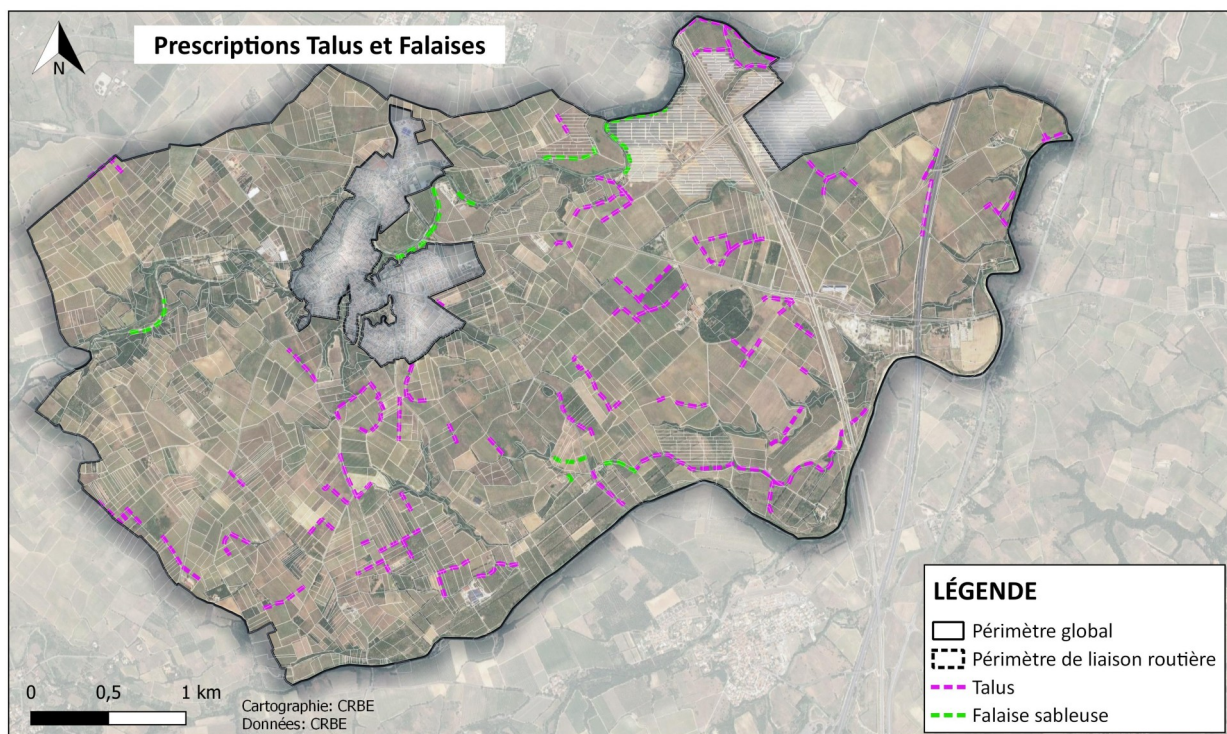 Prescriptions Talus et Falaises
N
LÉGENDE
Périmètre global
Périmètre de liaison routière
Talus
Falaise sableuse
0 0,5 1 km
Cartographie: CRBE
Données: CRBE